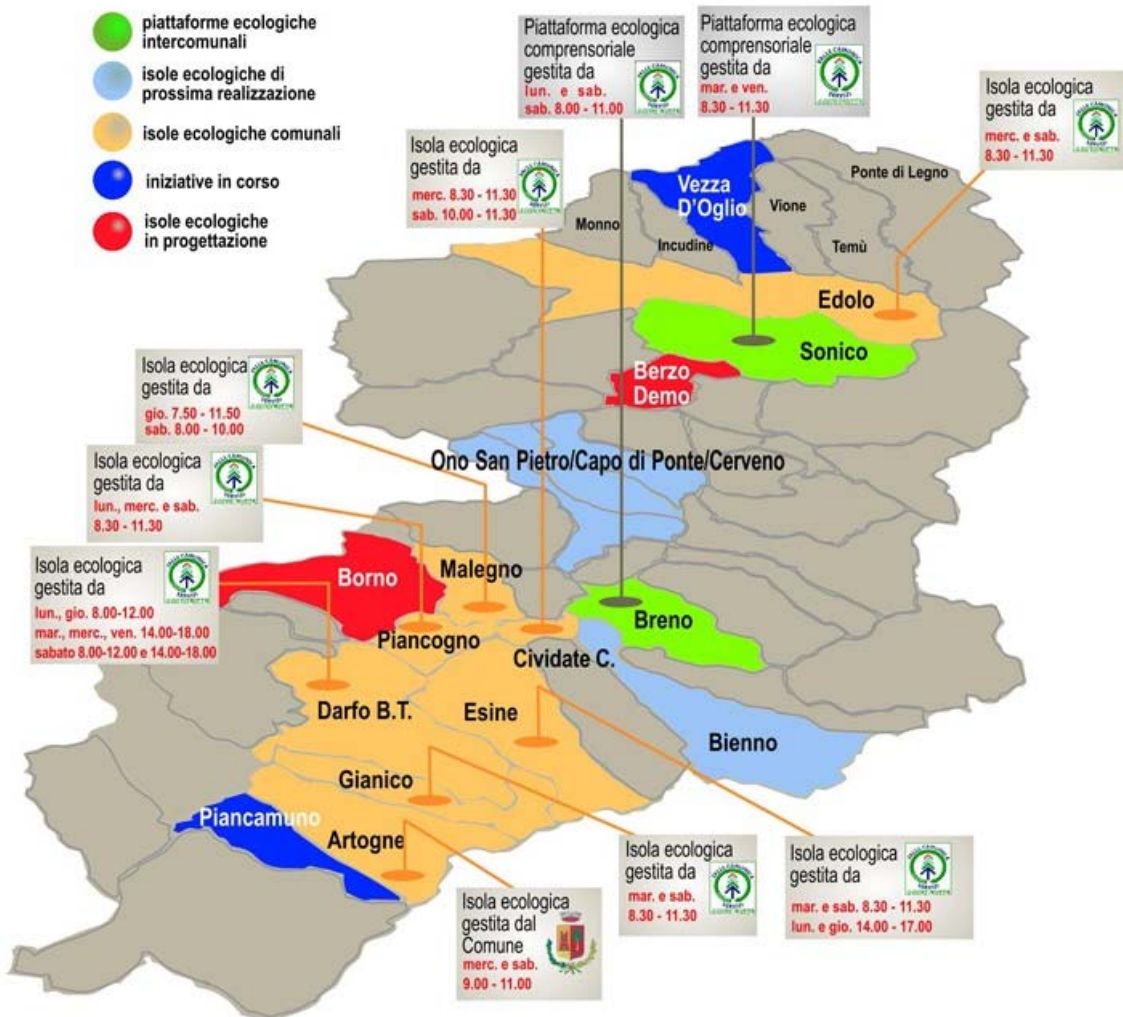 piattaforme ecologiche
intercomunali
isole ecologiche di
prossima realizzazione
isole ecologiche comunali
iniziative in corso
isole ecologiche
in progettazione
Piattaforma ecologica
comprensoriale
gestita da
lun. e sab.
sab. 8.00 - 11.00
Piattaforma ecologica
comprensoriale
gestita da
mar. e ven.
8.30 - 11.30
Isola ecologica
gestita da
merc. e sab.
8.30 - 11.30
Isola ecologica
gestita da
merc. 8.30 - 11.30
sab. 10.00 - 11.30
Ponte di Legno
Vezza
D'Oglio
Vione
Monno
Incudine
Temù
Edolo
Sonico
Berzo
Demo
Isola ecologica
gestita da
gio. 7.50 - 11.50
sab. 8.00 - 10.00
Ono San Pietro/Capo di Ponte/Cerveno
Isola ecologica
gestita da
lun., merc. e sab.
8.30 - 11.30
Isola ecologica
gestita da
lun., gio. 8.00-12.00
mar., merc., ven. 14.00-18.00
sabato 8.00-12.00 e 14.00-18.00
Borno
Malegno
Breno
Piancogno
Cividate C.
Darfo B.T.
Esine
Bienno
Gianico
Piancamuno
Artogne
Isola ecologica
gestita dal
Comune
merc. e sab.
9.00 - 11.00
Isola ecologica
gestita da
mar. e sab.
8.30 - 11.30
Isola ecologica
gestita da
mar. e sab. 8.30 - 11.30
lun. e gio. 14.00 - 17.00